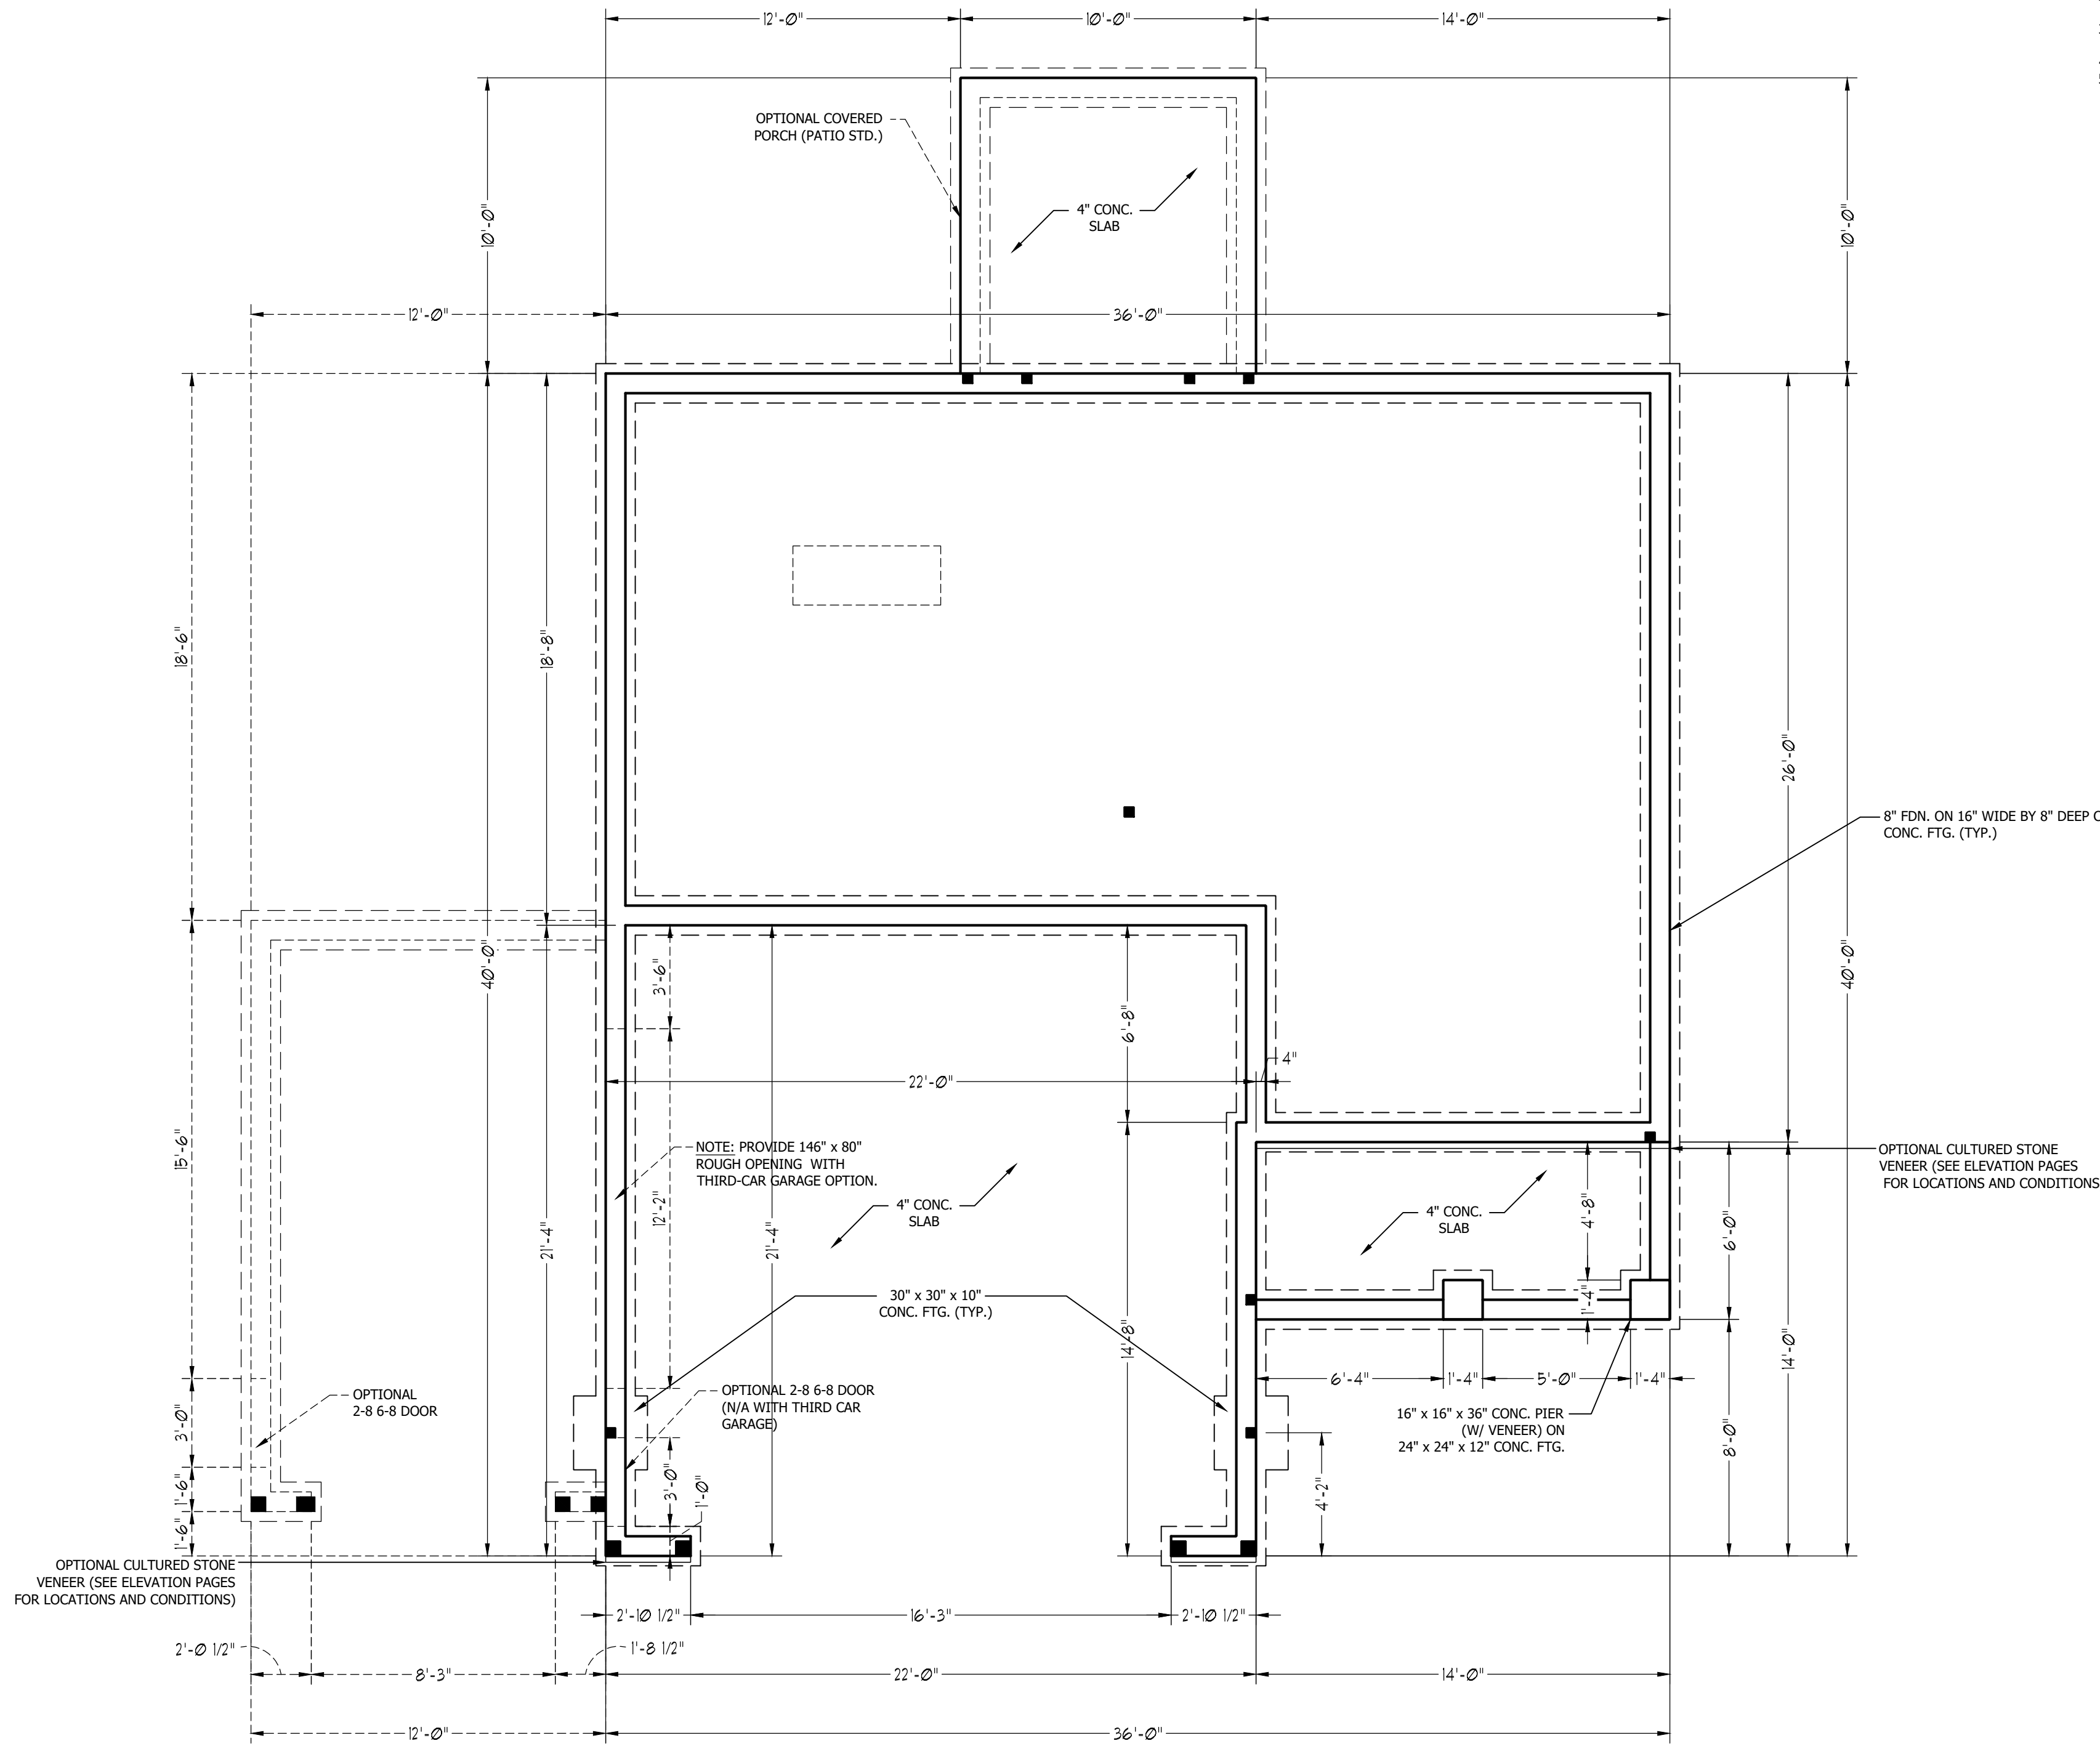 12'-0"
10'-0"
14'-0"
OPTIONAL COVERED
PORCH (PATIO STD.)
4" CONC.
SLAB
10'-0"
10'-0"
12'-0"
36'-0"
18'-6"
18'-8"
26'-0"
8" FDN. ON 16" WIDE BY 8" DEEP
CONC. FTG. (TYP.)
40'-0"
40'-0"
3'-6"
6'-8"
4"
22'-0"
15'-6"
NOTE: PROVIDE 146" x 80"
ROUGH OPENING WITH
THIRD-CAR GARAGE OPTION.
12'-2"
21'-4"
21'-4"
4" CONC.
SLAB
4" CONC.
SLAB
4'-8"
6'-0"
OPTIONAL CULTURED STONE
VENEER (SEE ELEVATION PAGES
FOR LOCATIONS AND CONDITIONS
30" x 30" x 10"
CONC. FTG. (TYP.)
1'-4"
14'-8"
14'-0"
6'-4"
1'-4"
5'-0"
1'-4"
OPTIONAL
2-8 6-8 DOOR
OPTIONAL 2-8 6-8 DOOR
(N/A WITH THIRD CAR
GARAGE)
16" x 16" x 36" CONC. PIER
(W/ VENEER) ON
24" x 24" x 12" CONC. FTG.
3'-0"
8'-0"
3'-0"
1'-0"
4'-2"
1'-6"
1'-6"
OPTIONAL CULTURED STONE
VENEER (SEE ELEVATION PAGES
FOR LOCATIONS AND CONDITIONS)
2'-10 1/2"
16'-3"
2'-10 1/2"
2'-0 1/2"
1'-8 1/2"
8'-3"
22'-0"
14'-0"
12'-0"
36'-0"